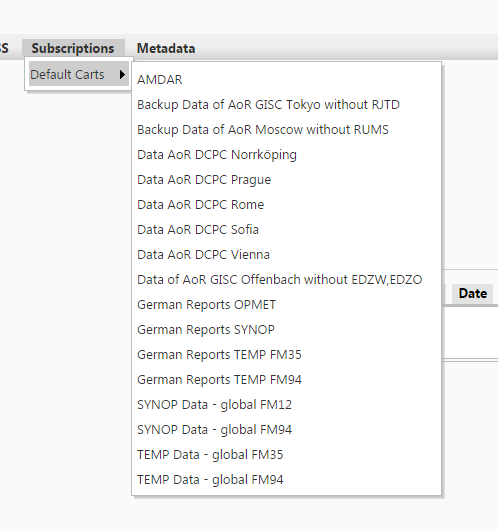 SS Subscriptions Metadata
Default Carts
AMDAR
Backup Data of AoR GISC Tokyo without RJTD
Backup Data of AoR Moscow without RUMS
Data AoR DCPC Norrköping
Data AoR DCPC Prague
Data AoR DCPC Rome
Data AoR DCPC Sofia
Data AoR DCPC Vienna
Data of AoR GISC Offenbach without EDZW,EDZO
Date
German Reports OPMET
German Reports SYNOP
German Reports TEMP FM35
German Reports TEMP FM94
SYNOP Data - global FM12
SYNOP Data - global FM94
TEMP Data - global FM35
TEMP Data - global FM94